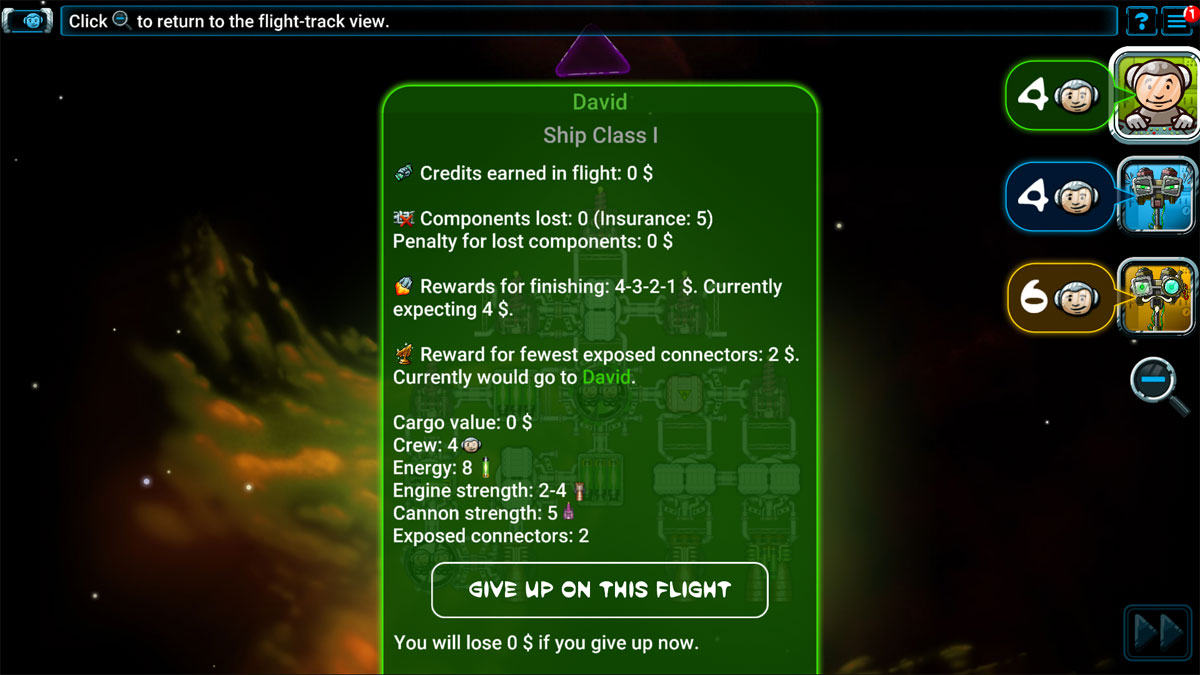 Click to return to the flight-track view.
?
1
David
Ship Class I
Credits earned in flight: 0 $
Components lost: 0 (Insurance: 5)
Penalty for lost components: 0 $
Rewards for finishing: 4-3-2-1 $. Currently
expecting 4 $.
Reward for fewest exposed connectors: 2 $.
Currently would go to David.
Cargo value: 0 $
Crew: 4
Energy: 8
Engine strength: 2-4
Cannon strength: 5
Exposed connectors: 2
GIVE UP ON THIS FLIGHT
You will lose 0 $ if you give up now.
4
4
6